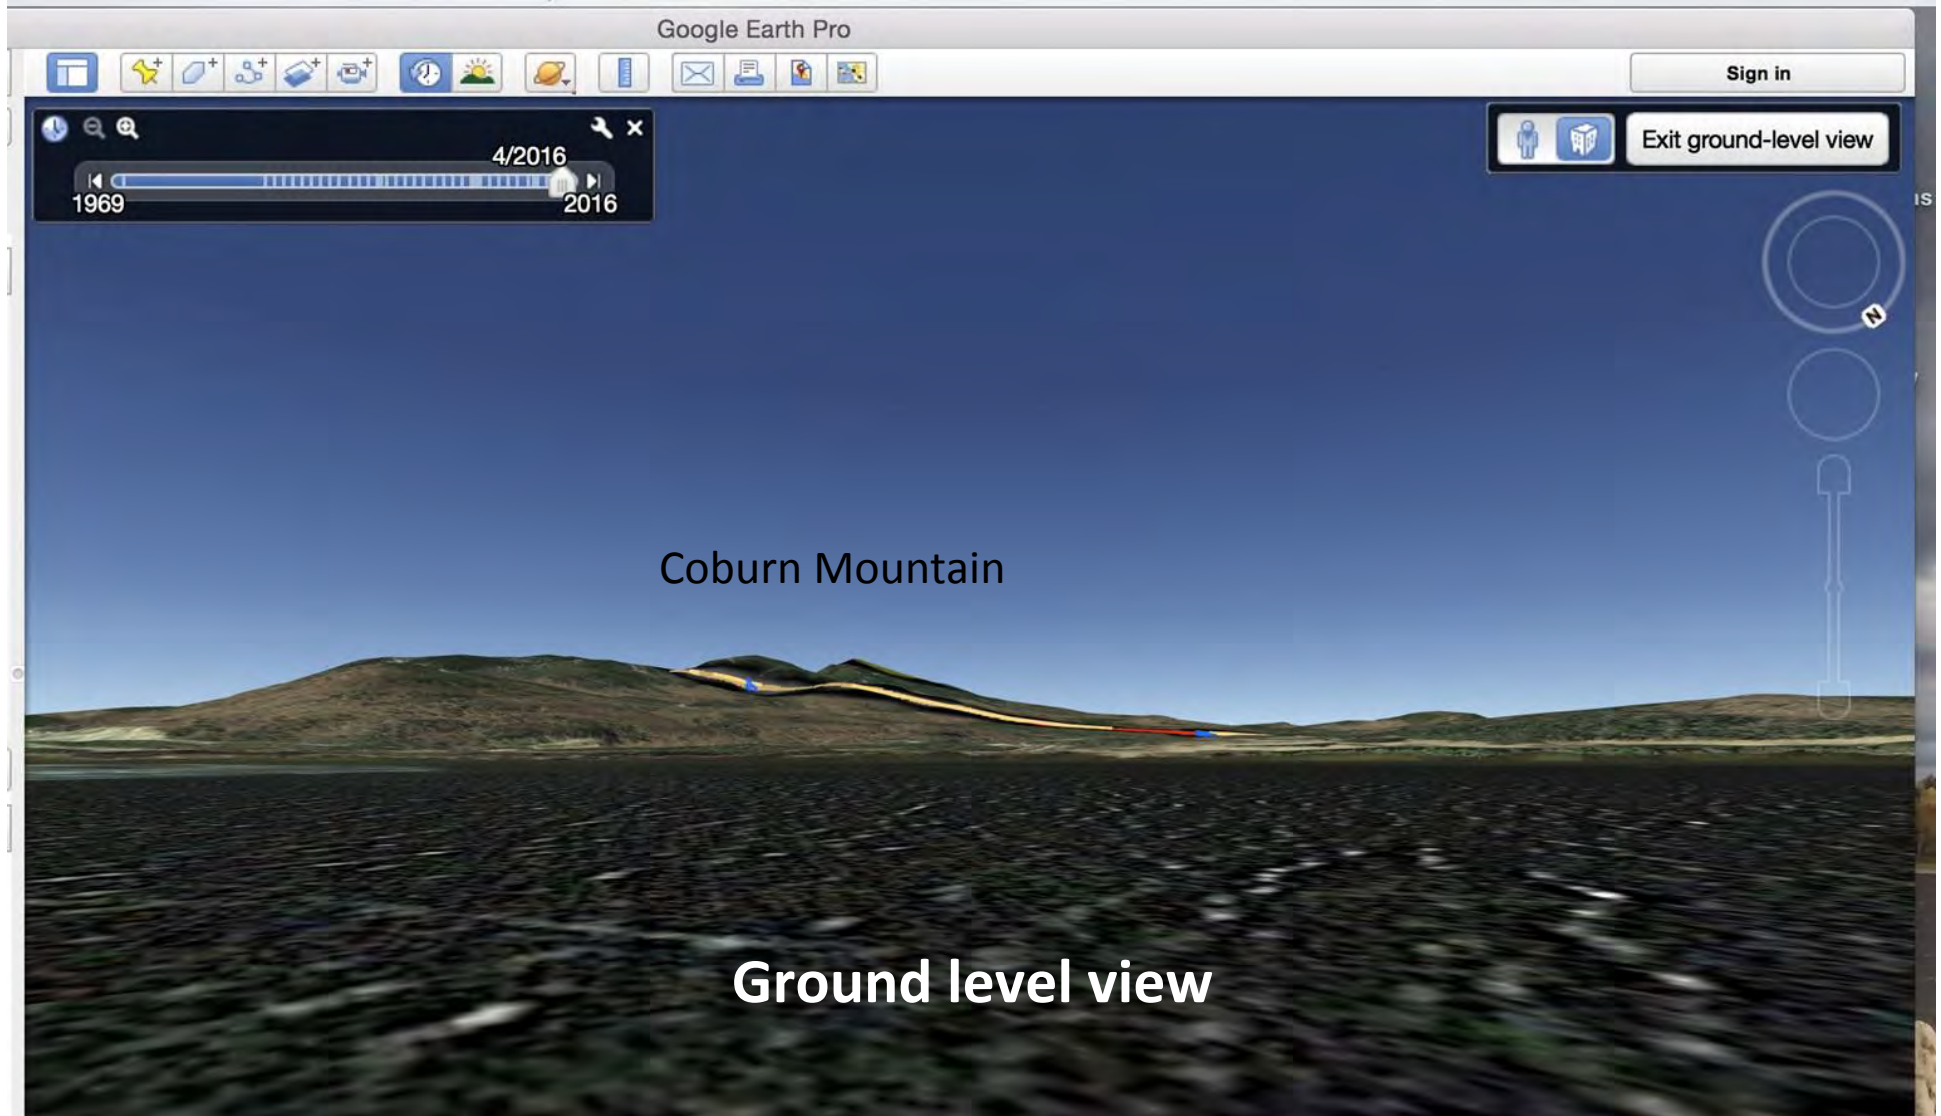 Google Earth Pro
Sign in
4/2016
1969
2016
Exit ground-level view
N
Coburn Mountain
Ground level view